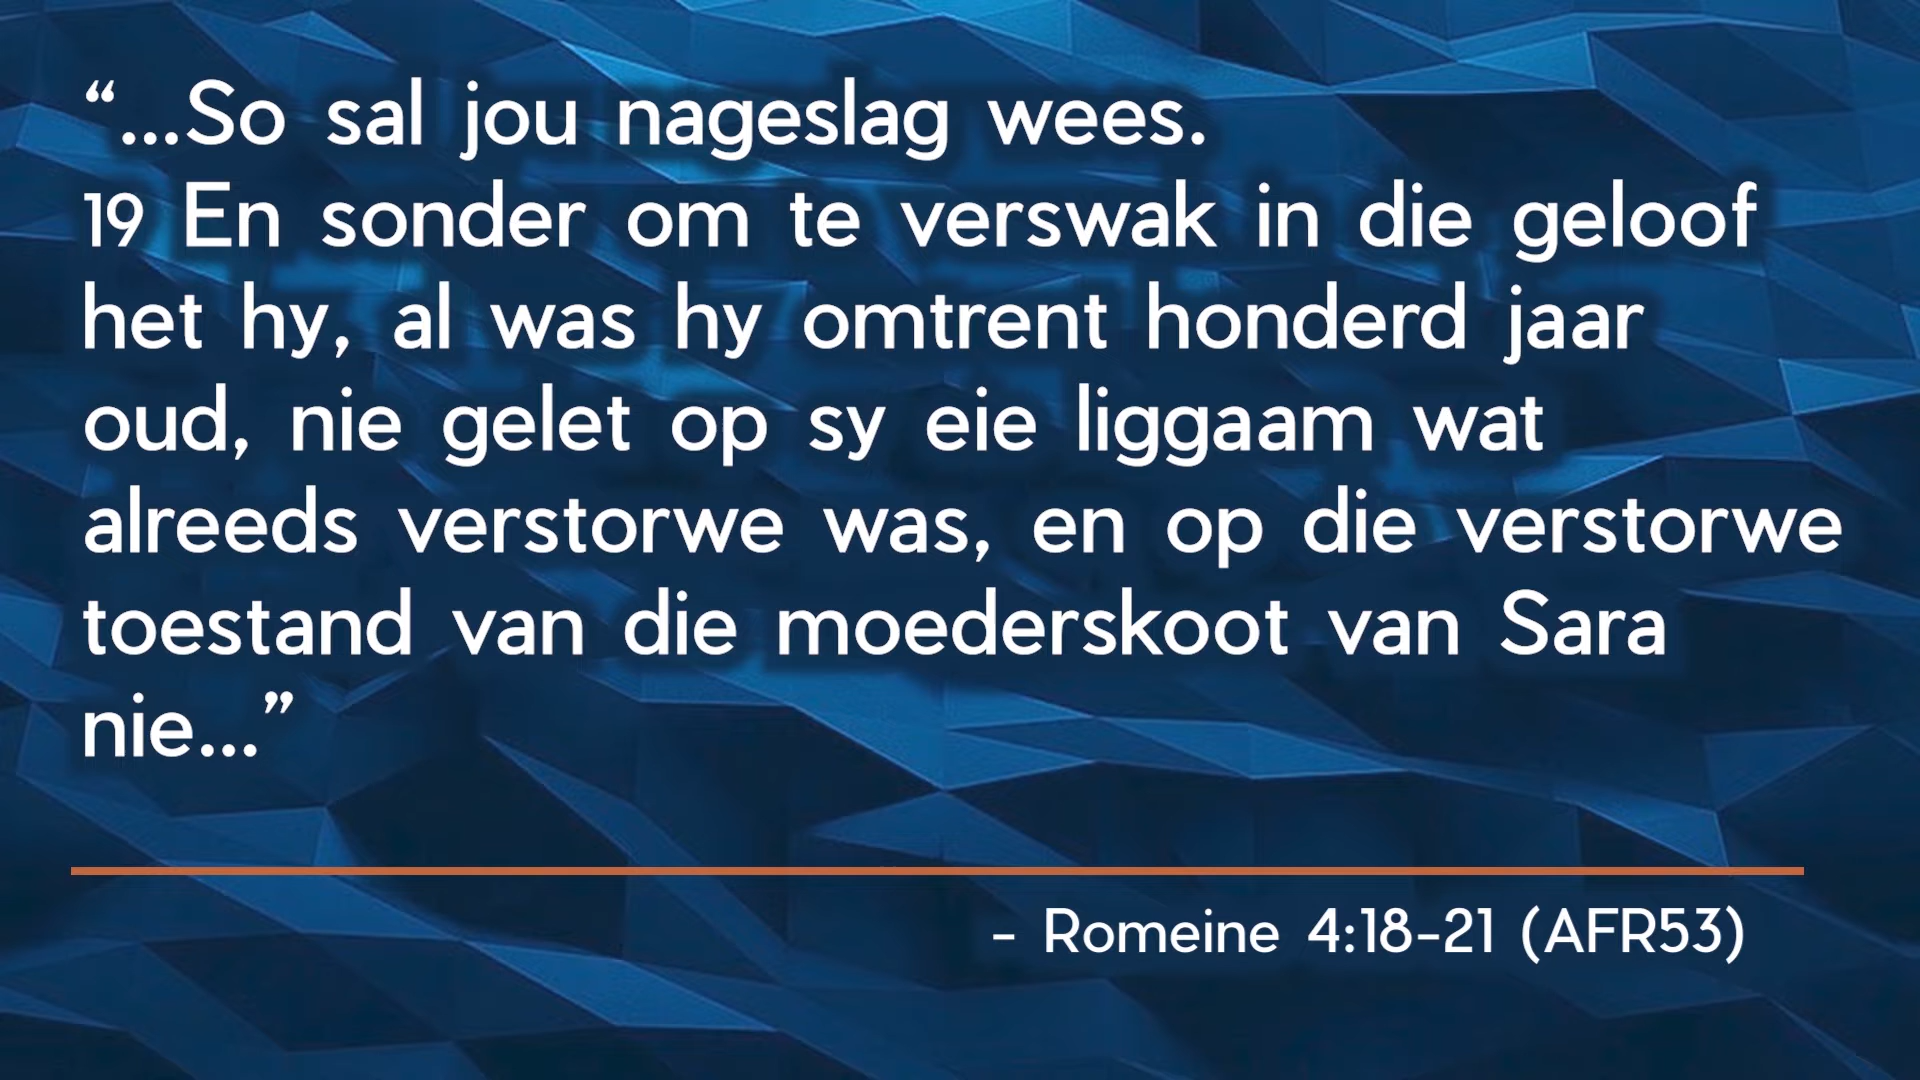 “...So sal jou nageslag wees.
19 En sonder om te verswak in die geloof
het hy, al was hy omtrent honderd jaar
oud, nie gelet op sy eie liggaam wat
alreeds verstorwe was, en op die verstorwe
toestand van die moederskoot van Sara
nie...”
- Romeine 4:18-21 (AFR53)